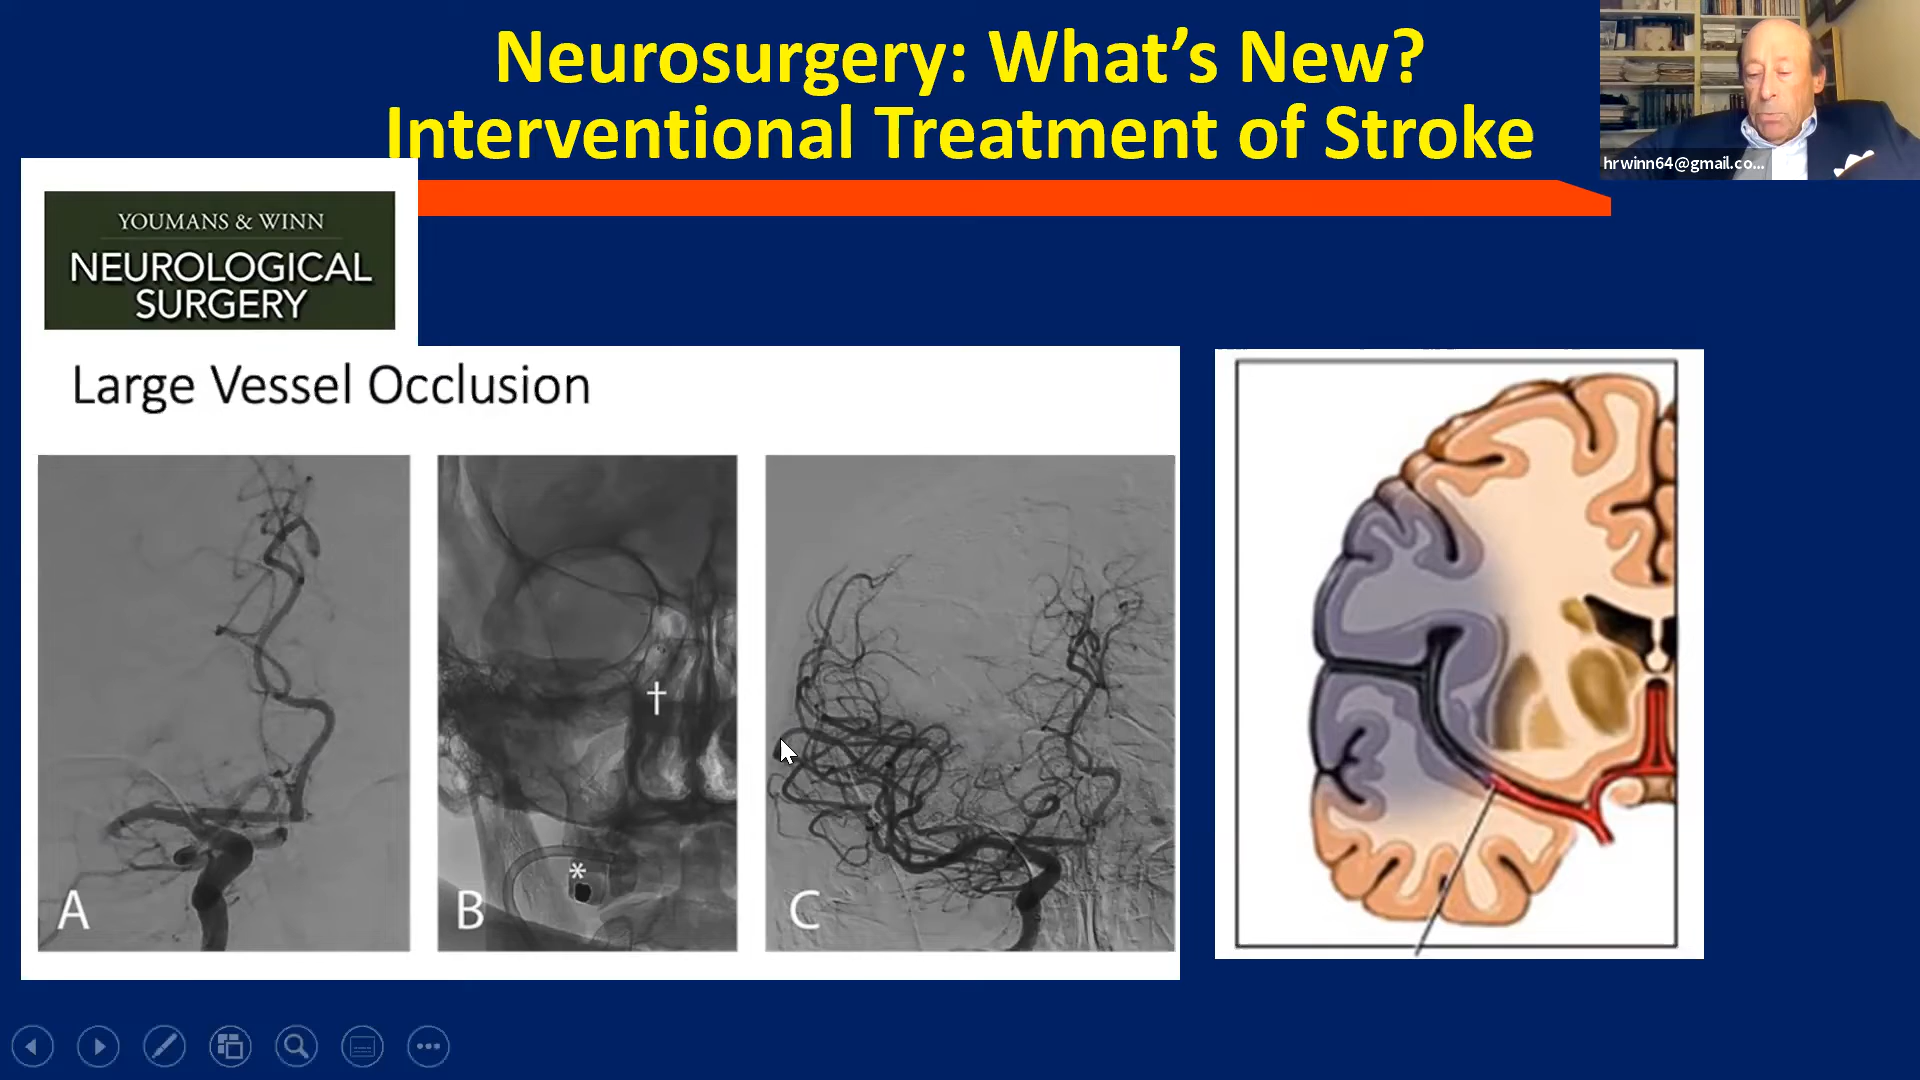 Neurosurgery: What's New?
Interventional Treatment of Stroke
hrwinn64@gmail.co...
YOUMANS & WINN
NEUROLOGICAL
SURGERY
Large Vessel Occlusion
A
B
C
†
*